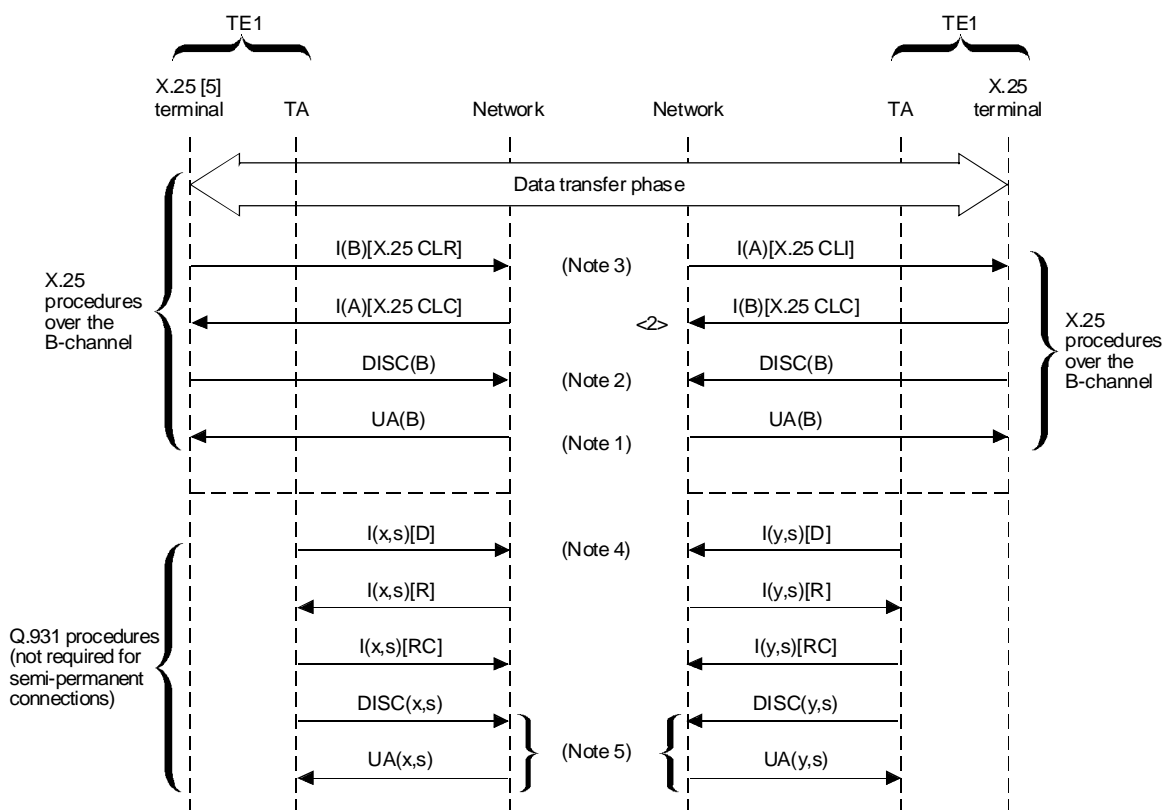 TE1
TE1
X.25 [5]
terminal
TA
Network
Network
TA
X.25
terminal
Data transfer phase
I(B)[X.25 CLR]
(Note 3)
I(A)[X.25 CLI]
I(A)[X.25 CLC]
<2>
I(B)[X.25 CLC]
X.25
procedures
over the
B-channel
X.25
procedures
over the
B-channel
DISC(B)
(Note 2)
DISC(B)
UA(B)
(Note 1)
UA(B)
I(x,s)[D]
(Note 4)
I(y,s)[D]
I(x,s)[R]
I(y,s)[R]
Q.931 procedures
(not required for
semi-permanent
connections)
I(x,s)[RC]
I(y,s)[RC]
DISC(x,s)
DISC(y,s)
(Note 5)
UA(x,s)
UA(y,s)